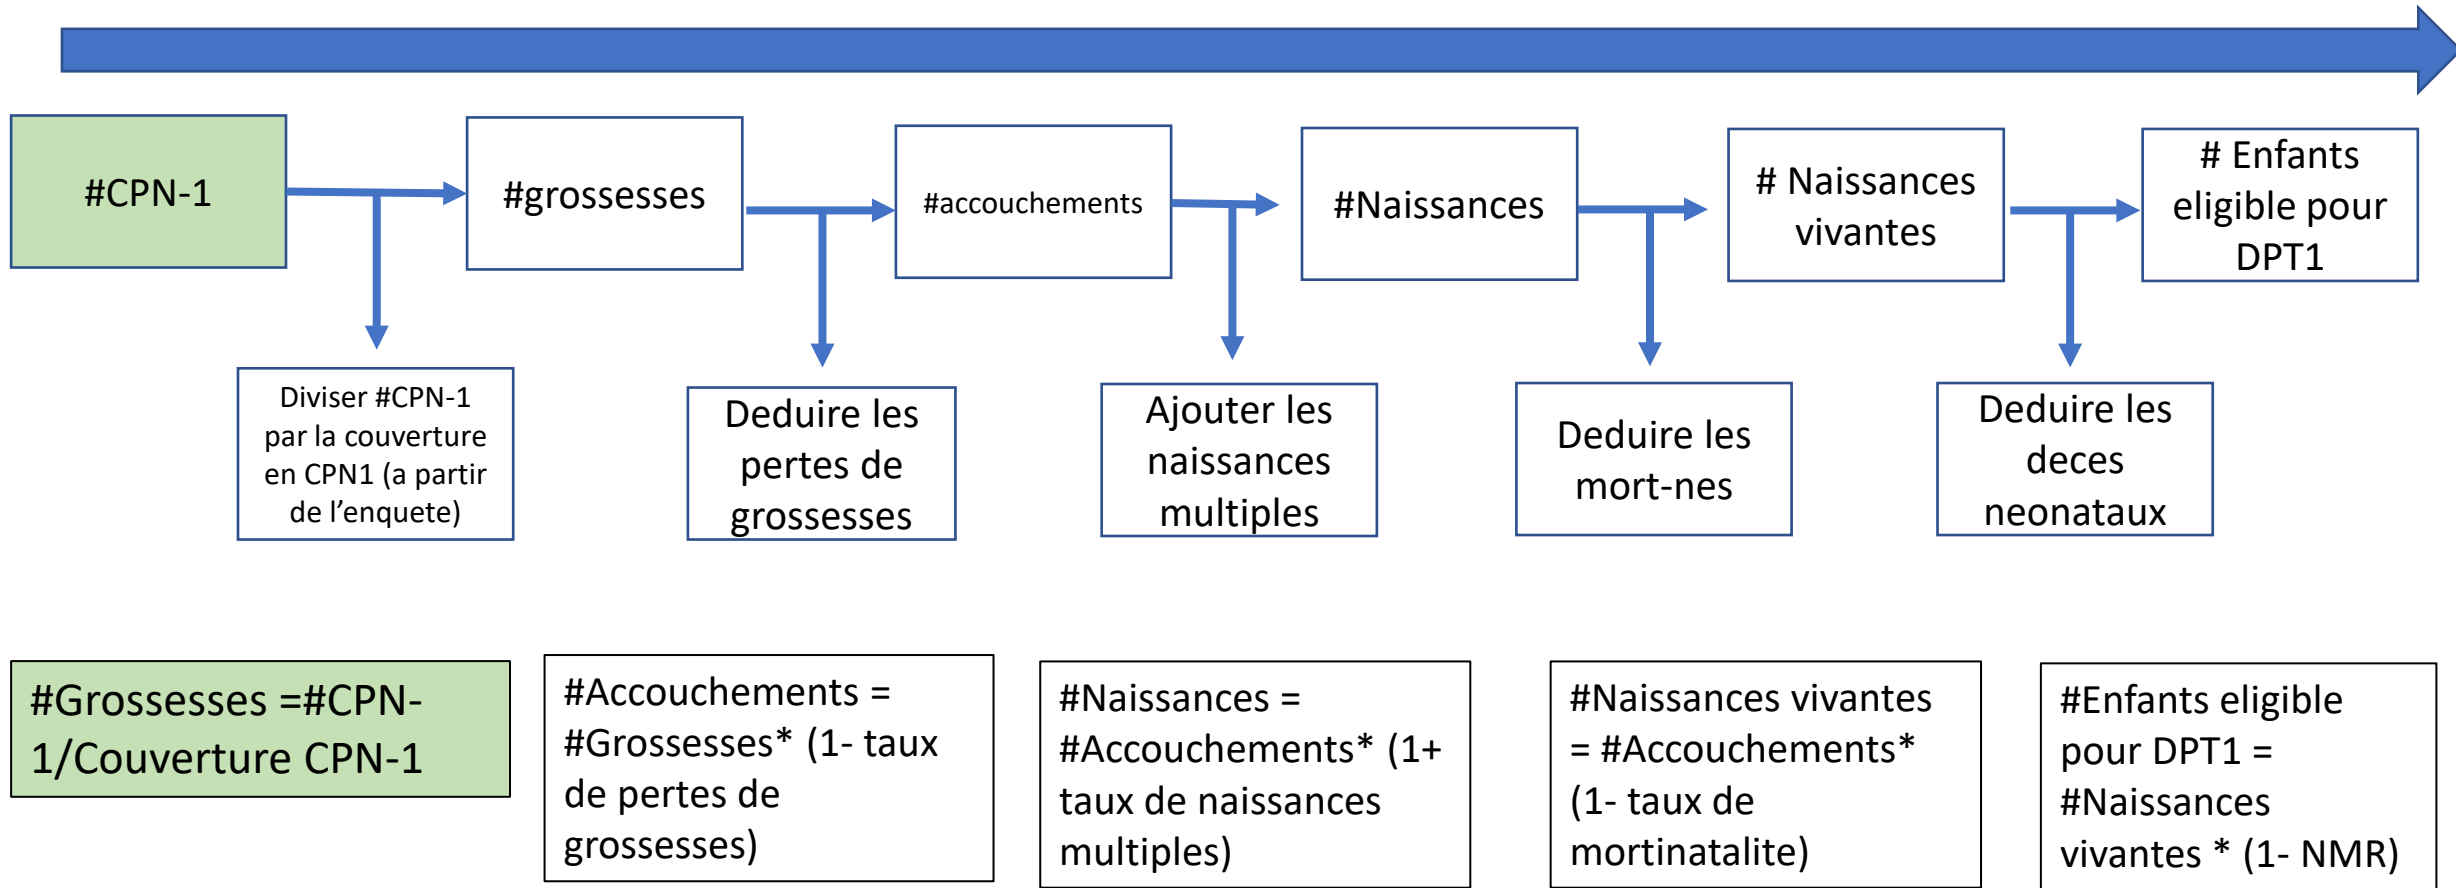 #CPN-1
#grossesses
#accouchements
#Naissances
# Naissances
vivantes
# Enfants
eligible pour
DPT1
Diviser #CPN-1
par la couverture
en CPN1 (a partir
de l’enquete)
Deduire les
pertes de
grossesses
Ajouter les
naissances
multiples
Deduire les
mort-nes
Deduire les
deces
neonataux
#Grossesses =#CPN-
1/Couverture CPN-1
#Accouchements =
#Grossesses* (1- taux
de pertes de
grossesses)
#Naissances =
#Accouchements* (1+
taux de naissances
multiples)
#Naissances vivantes
= #Accouchements*
(1- taux de
mortinatalite)
#Enfants eligible
pour DPT1 =
#Naissances
vivantes * (1- NMR)